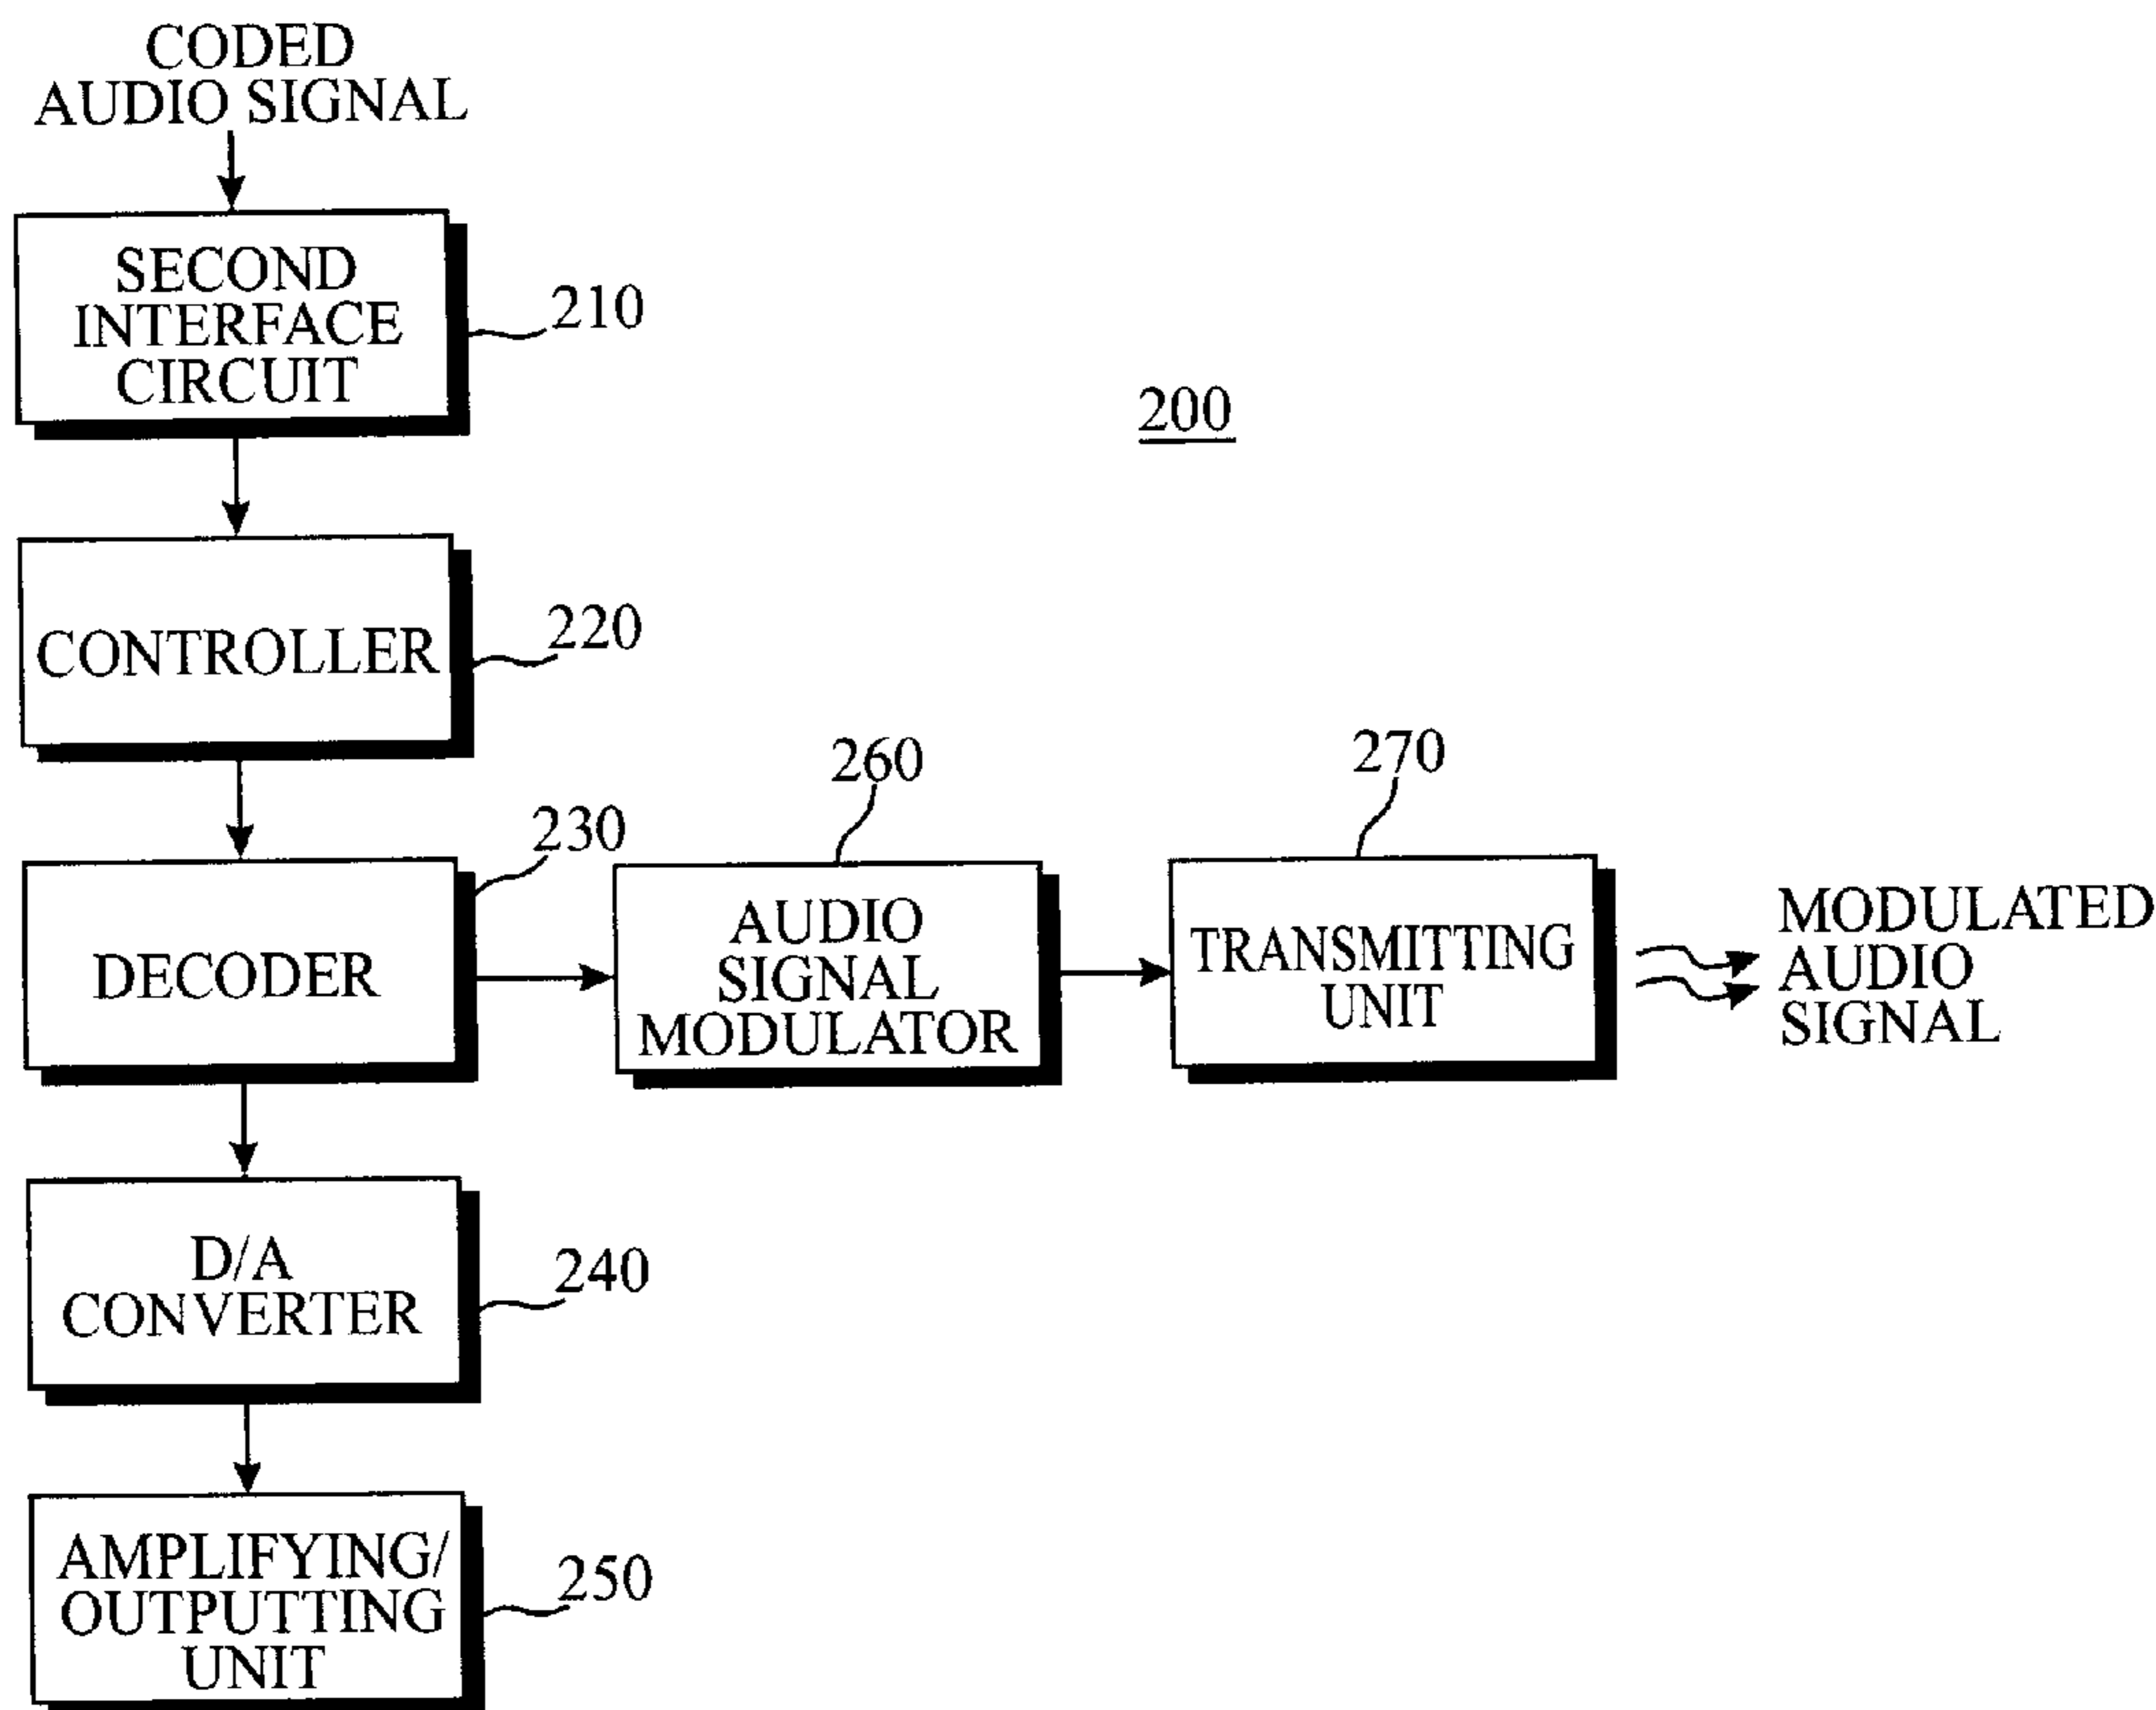 CODED
AUDIO SIGNAL
SECOND
INTERFACE
CIRCUIT
210
200
CONTROLLER
220
260
270
230
DECODER
AUDIO
SIGNAL
MODULATOR
TRANSMITTING
UNIT
MODULATED
AUDIO
SIGNAL
D/A
CONVERTER
240
AMPLIFYING/
OUTPUTTING
UNIT
250